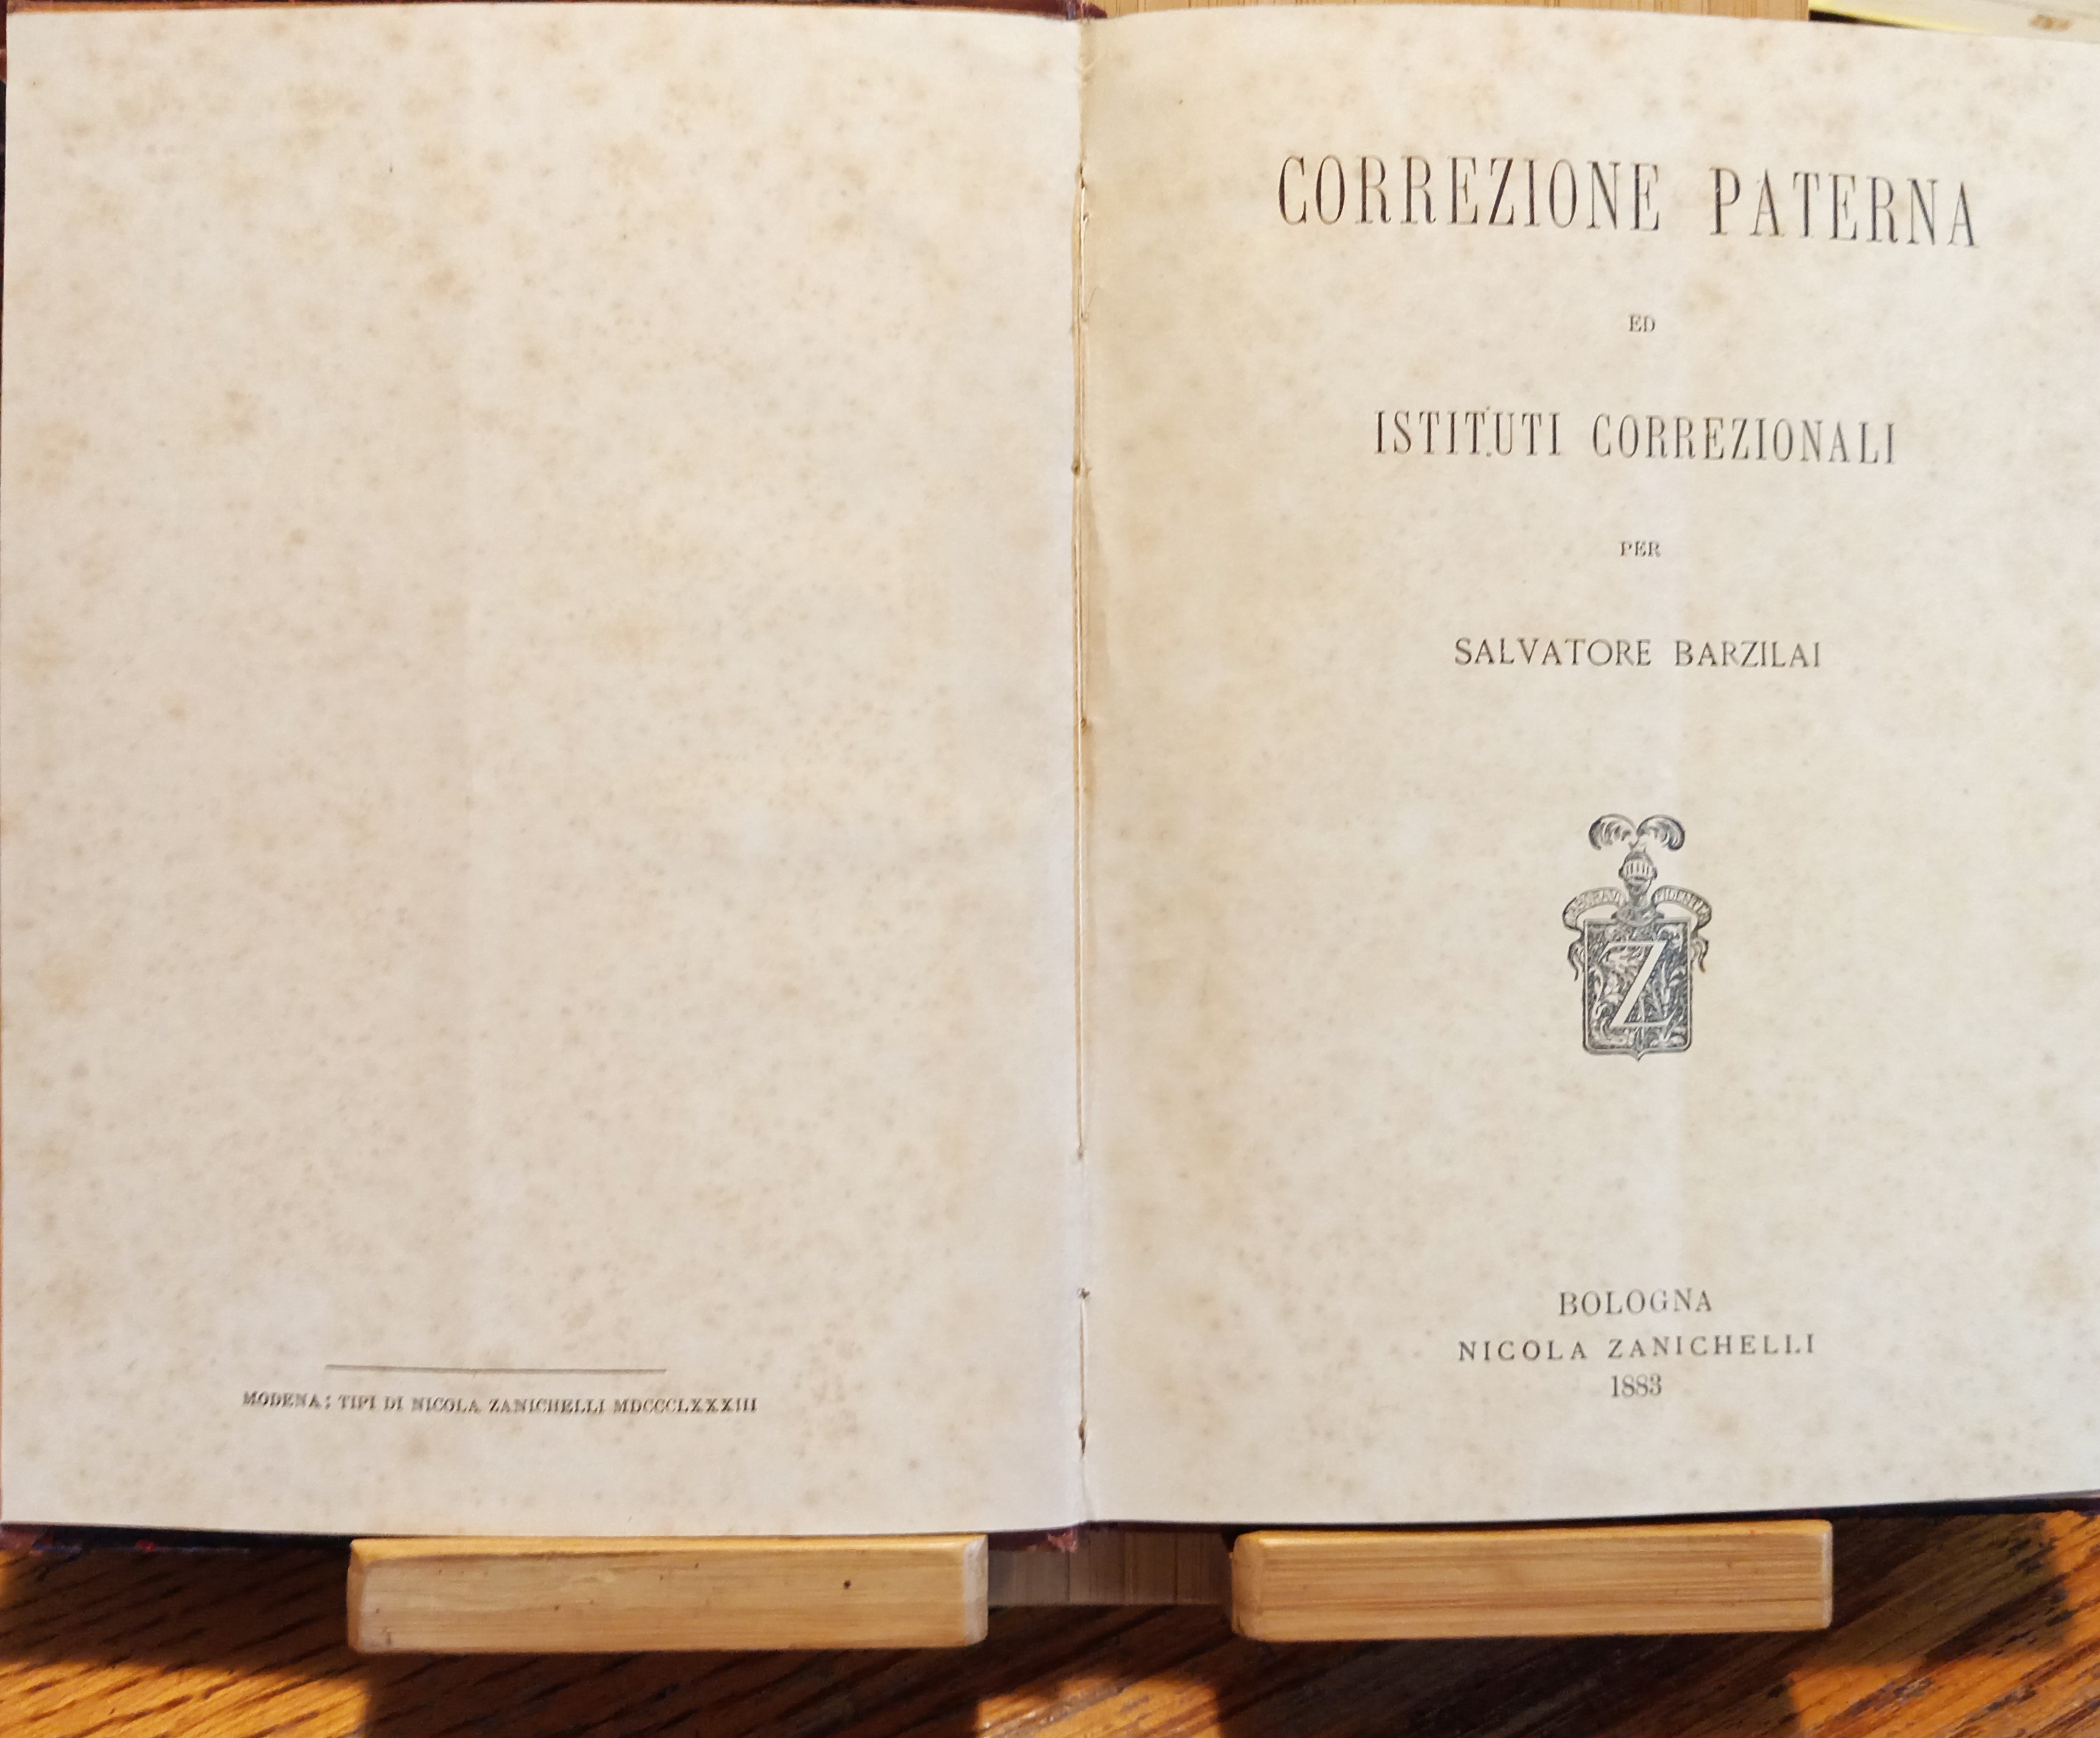 MODENA: TIPI DI NICOLA ZANICHELLI MDCCCLXXXIII
CORREZIONE PATERNA
ED
ISTITUTI CORREZIONALI
PER
SALVATORE BARZILAI
Z
BOLOGNA
NICOLA ZANICHELLI
1883